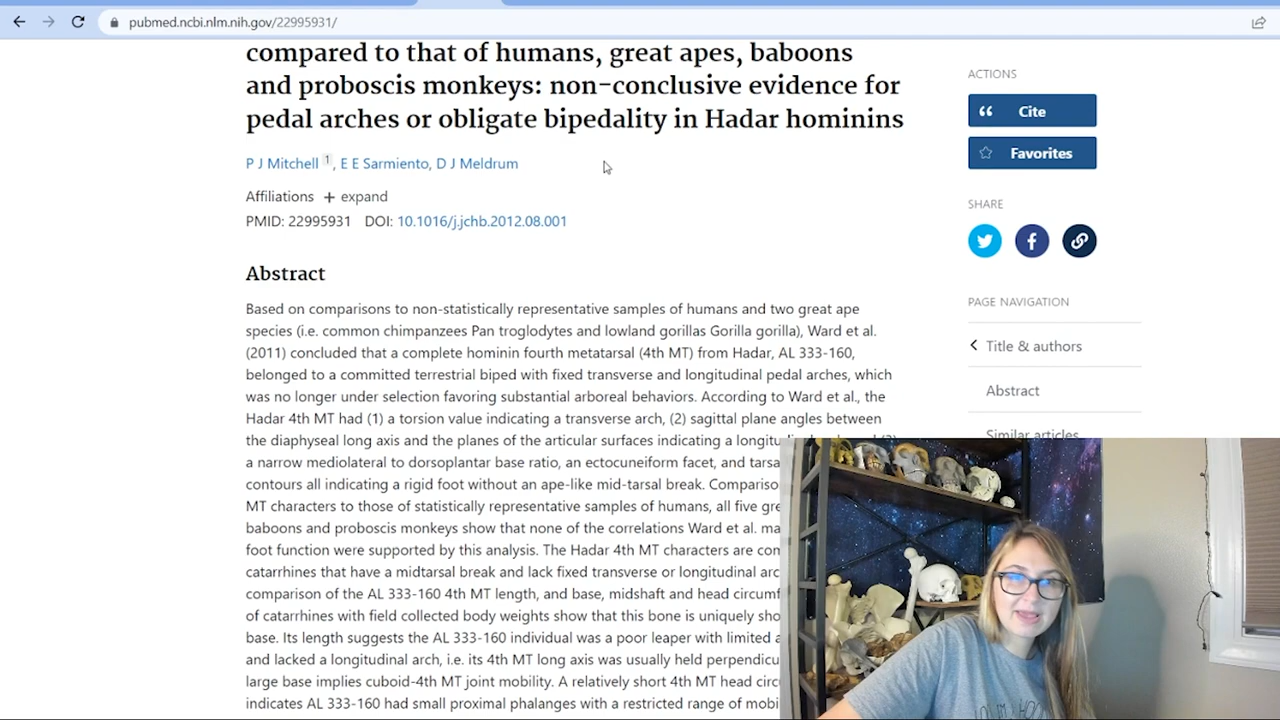 pubmed.ncbi.nlm.nih.gov/22995931/
compared to that of humans, great apes, baboons
and proboscis monkeys: non-conclusive evidence for
pedal arches or obligate bipedality in Hadar hominins
P J Mitchell 1, E E Sarmiento, D J Meldrum
Affiliations + expand
PMID: 22995931 DOI: 10.1016/j.jchb.2012.08.001
Abstract
Based on comparisons to non-statistically representative samples of humans and two great ape
species (i.e. common chimpanzees Pan troglodytes and lowland gorillas Gorilla gorilla), Ward et al.
(2011) concluded that a complete hominin fourth metatarsal (4th MT) from Hadar, AL 333-160,
belonged to a committed terrestrial biped with fixed transverse and longitudinal pedal arches, which
was no longer under selection favoring substantial arboreal behaviors. According to Ward et al., the
Hadar 4th MT had (1) a torsion value indicating a transverse arch, (2) sagittal plane angles between
the diaphyseal long axis and the planes of the articular surfaces indicating a
a narrow mediolateral to dorsoplantar base ratio, an ectocuneiform facet, and
contours all indicating a rigid foot without an ape-like mid-tarsal break.
MT characters to those of statistically representative samples of humans, all five
baboons and proboscis monkeys show that none of the correlations Ward et al.
foot function were supported by this analysis. The Hadar 4th MT characters are
catarrhines that have a midtarsal break and lack fixed transverse or longitudinal
comparison of the AL 333-160 4th MT length, and base, midshaft and head
of catarrhines with field collected body weights show that this bone is uniquely
base. Its length suggests the AL 333-160 individual was a poor leaper with limited
and lacked a longitudinal arch, i.e. its 4th MT long axis was usually held
large base implies cuboid-4th MT joint mobility. A relatively short 4th MT head
indicates AL 333-160 had small proximal phalanges with a restricted range of
ACTIONS
Cite
Favorites
SHARE
PAGE NAVIGATION
Title & authors
Abstract
Similar articles